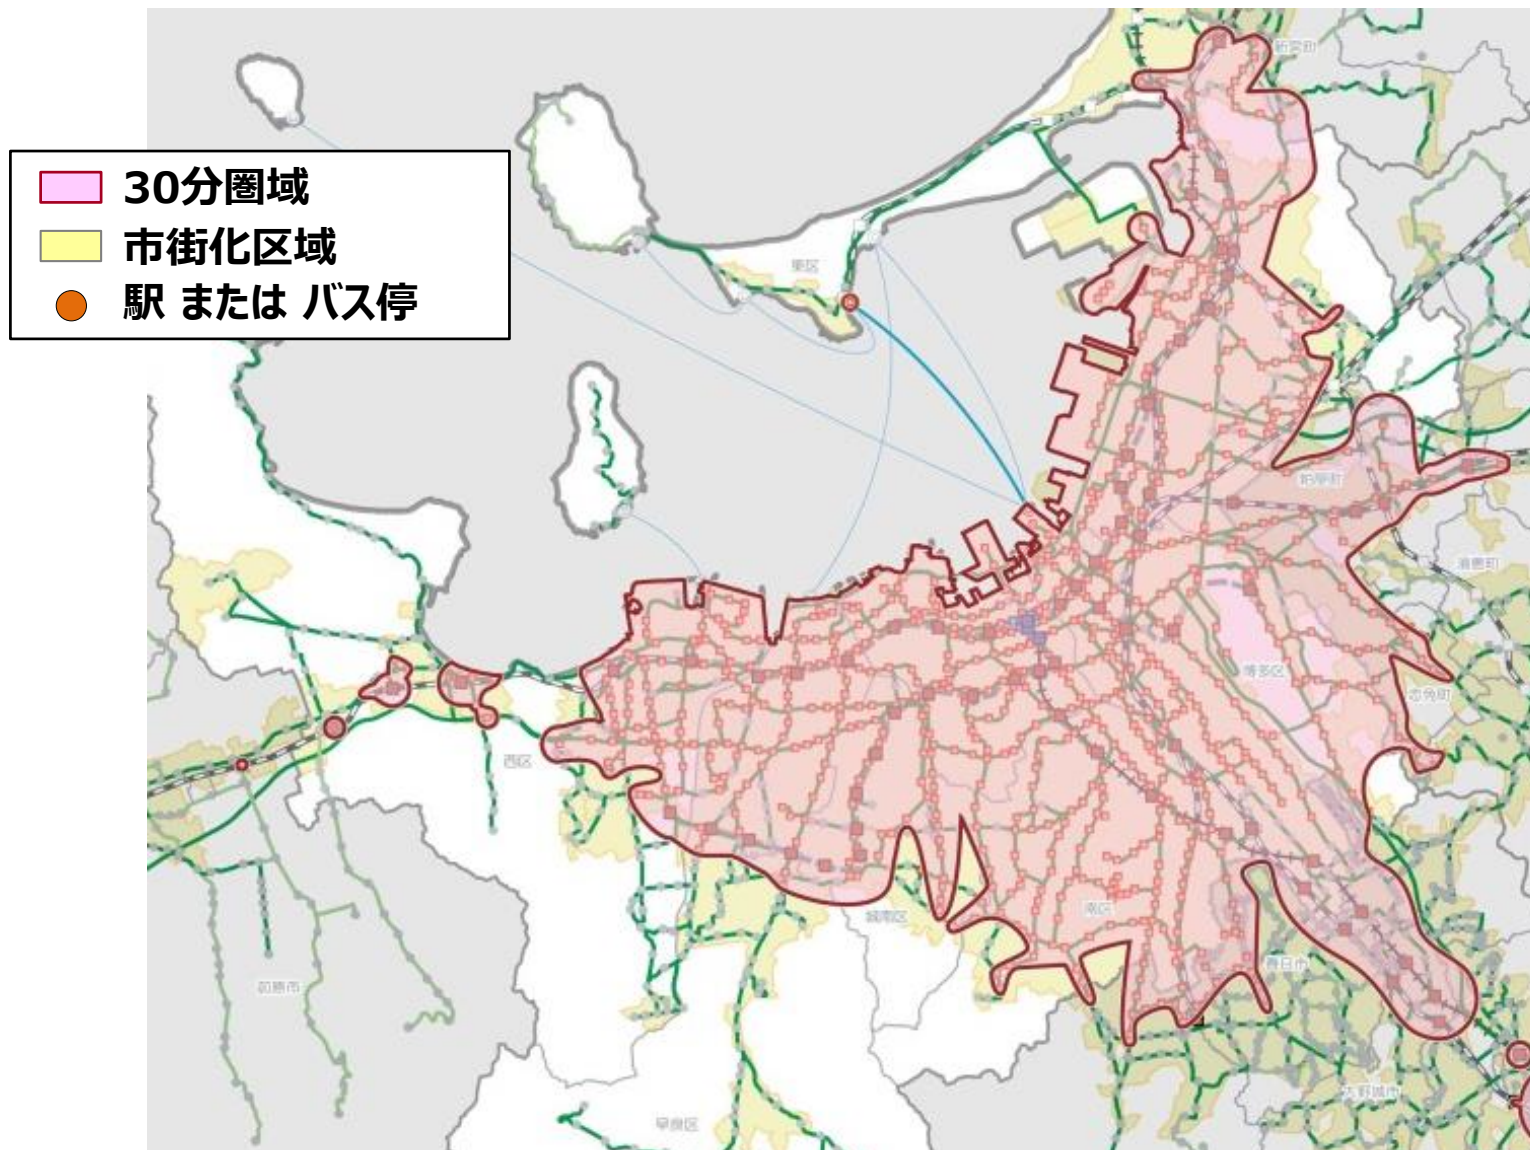 新宮町
30分圏域
市街化区域
駅 または バス停
東区
粕屋町
須恵町
博多区
志免町
西区
城南区
南区
春日市
前原市
大野城市
早良区